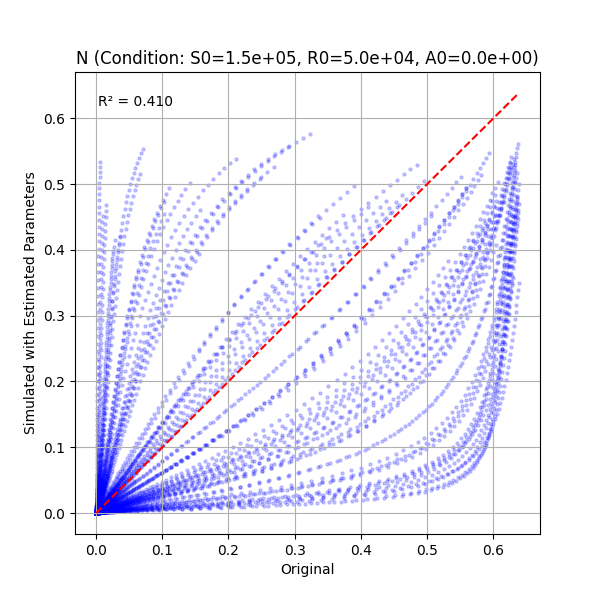 N (Condition: S0=1.5e+05, R0=5.0e+04, A0=0.0e+00)
R² = 0.410
0.6
0.5
0.4
0.3
0.2
0.1
0.0
Simulated with Estimated Parameters
0.0 0.1 0.2 0.3 0.4 0.5 0.6
Original